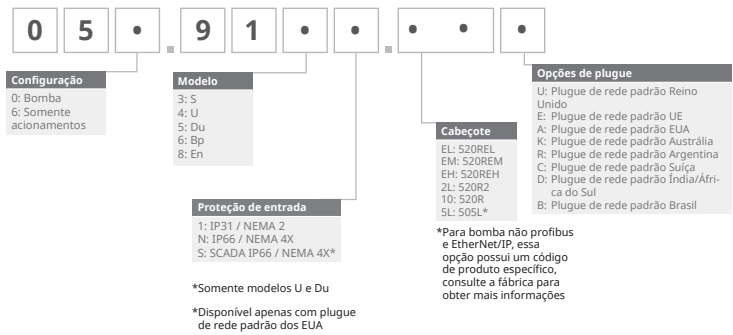 05•.91••.• ••
Configuração
0: Bomba
6: Somente
acionamentos
Modelo
3: S
4: U
5: Du
6: Bp
8: En
Proteção de entrada
1: IP31 / NEMA 2
N: IP66 / NEMA 4X
S: SCADA IP66 / NEMA 4X*
*Somente modelos U e Du
*Disponível apenas com plugue
de rede padrão dos EUA
Cabeçote
EL: 520REL
EM: 520REM
EH: 520REH
2L: 520R2
10: 520R
5L: 505L*
*Para bomba não profibus
e EtherNet/IP, essa
opção possui um código
de produto específico,
consulte a fábrica para
obter mais informações
Opções de plugue
U: Plugue de rede padrão Reino
Unido
E: Plugue de rede padrão UE
A: Plugue de rede padrão EUA
K: Plugue de rede padrão Austrália
R: Plugue de rede padrão Argentina
C: Plugue de rede padrão Suíça
D: Plugue de rede padrão Índia/Áfri-
ca do Sul
B: Plugue de rede padrão Brasil